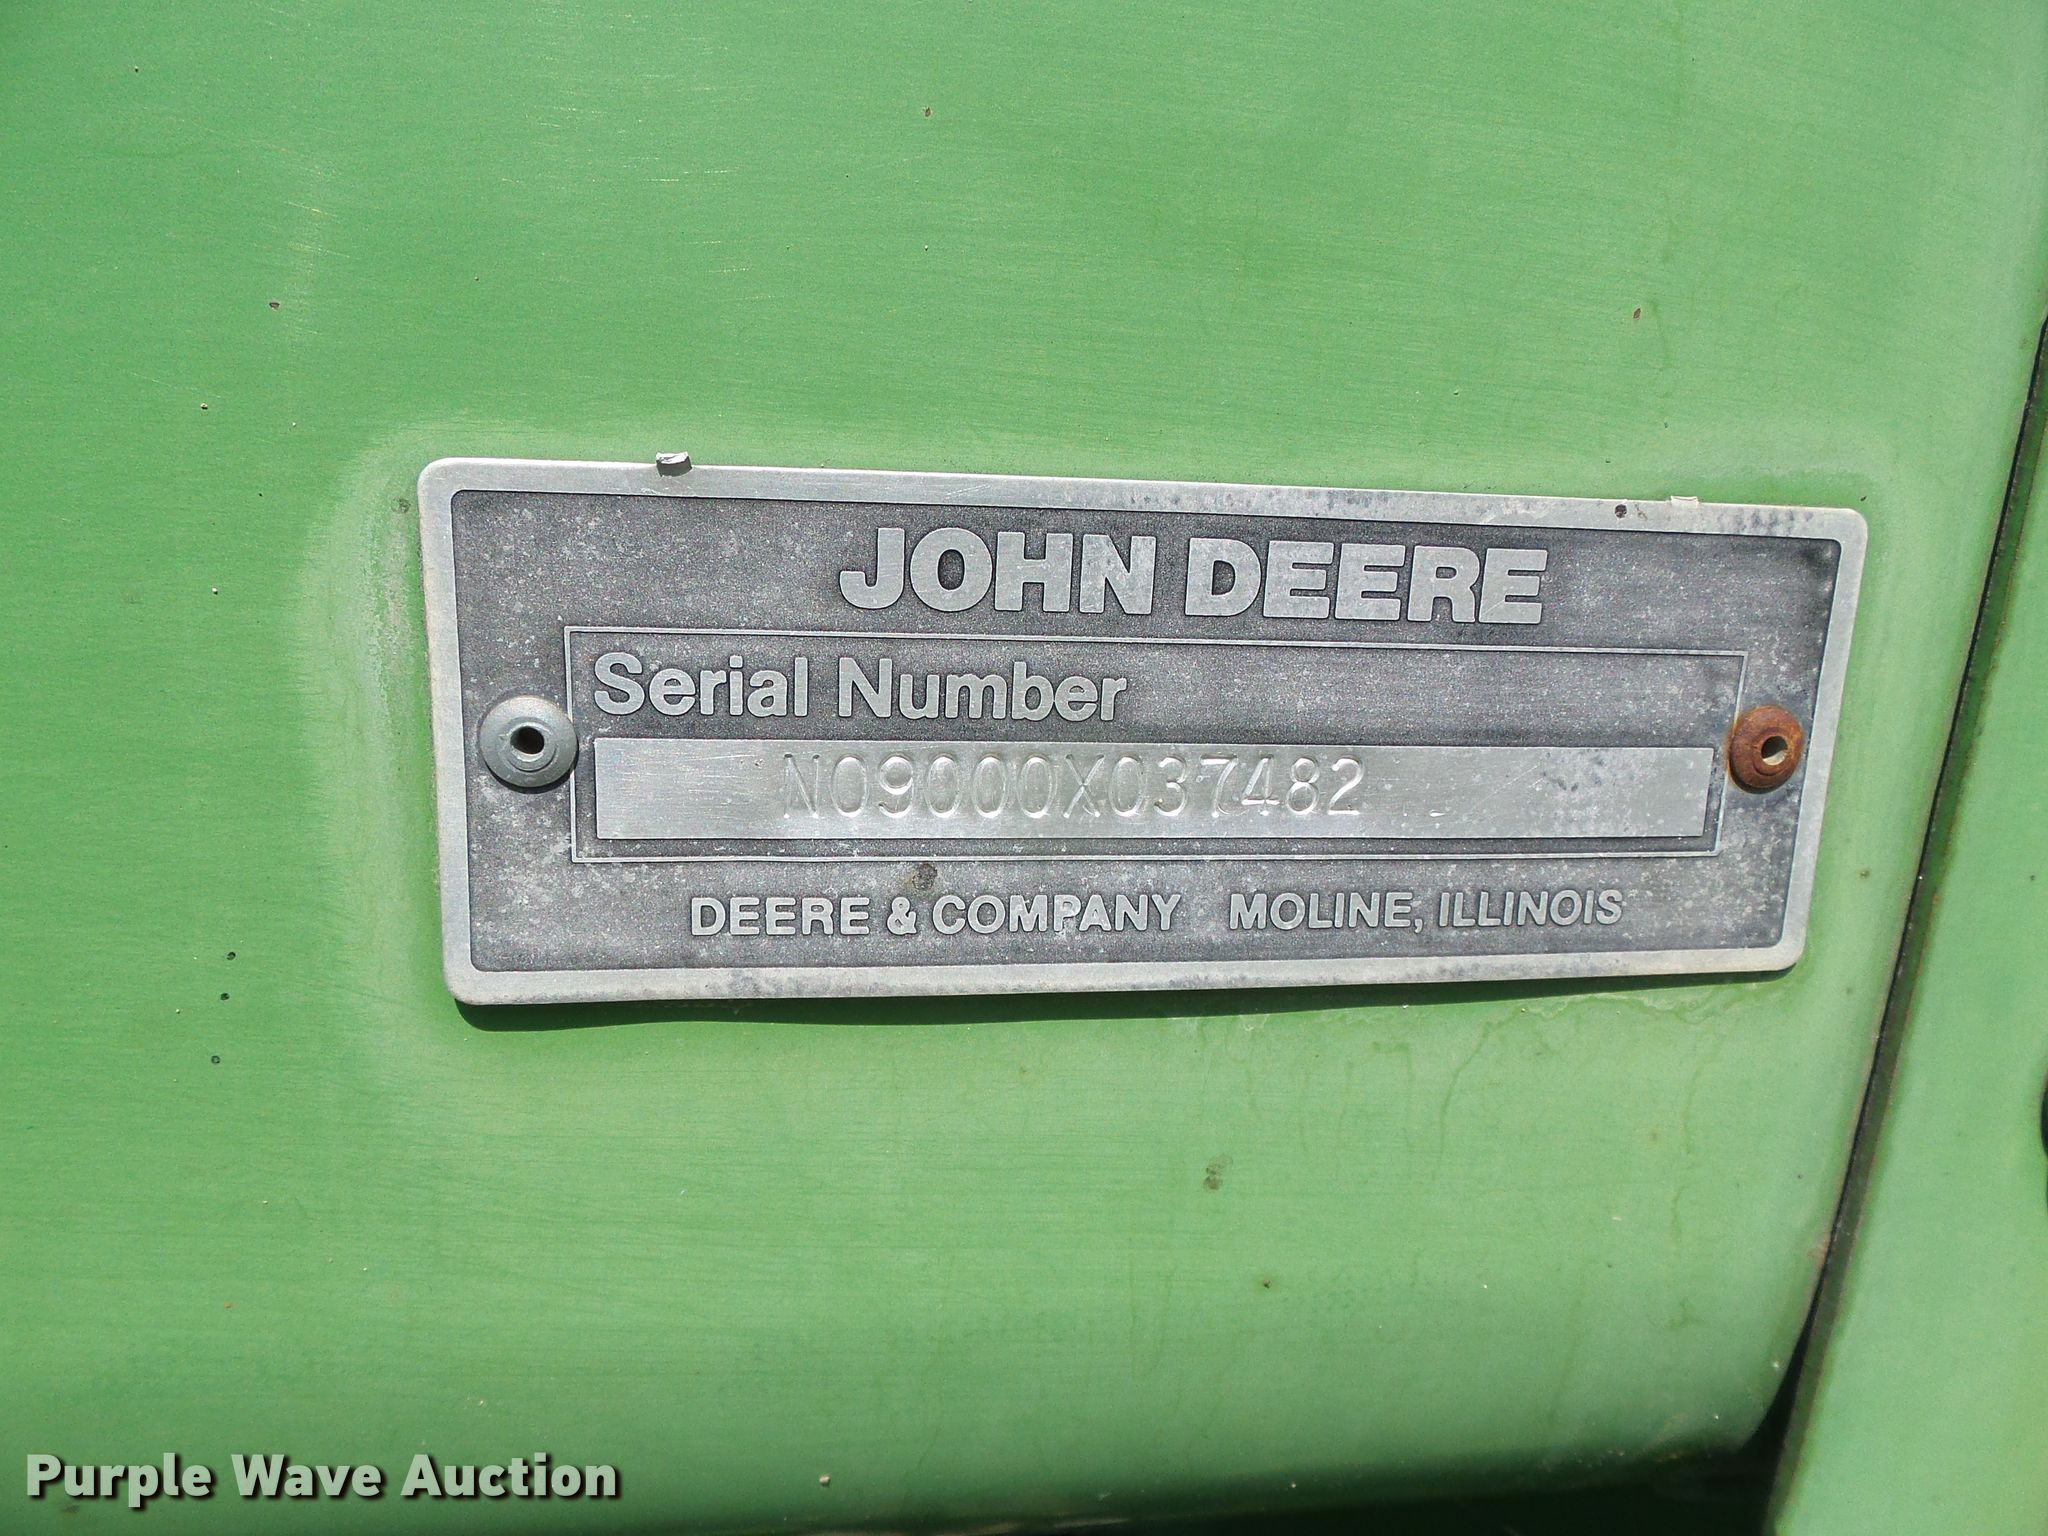 JOHN DEERE
Serial Number
N09000X037482
DEERE & COMPANY MOLINE, ILLINOIS
Purple Wave Auction